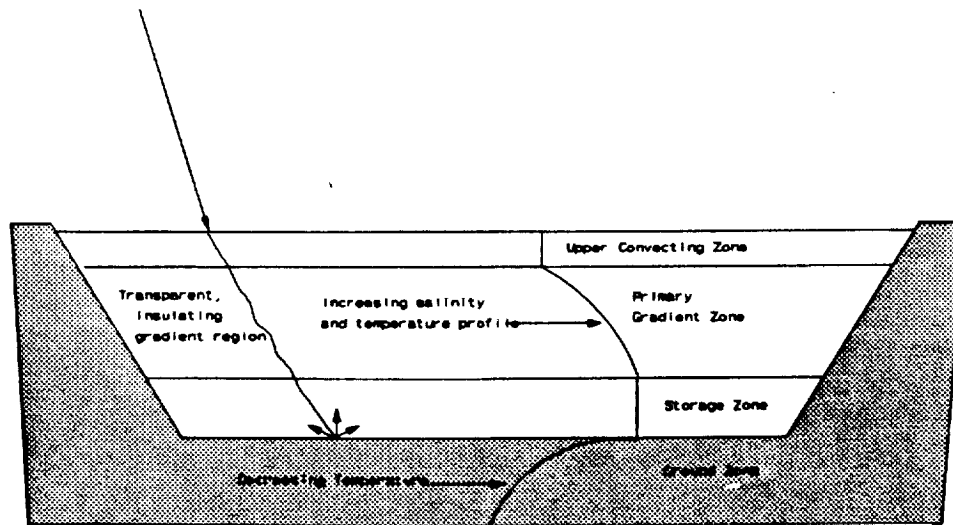 Upper Convecting Zone
Transparent,
insulating
gradient region
Increasing salinity
and temperature profile
Primary
Gradient Zone
Storage Zone
Decreasing Temperature
Ground Zone